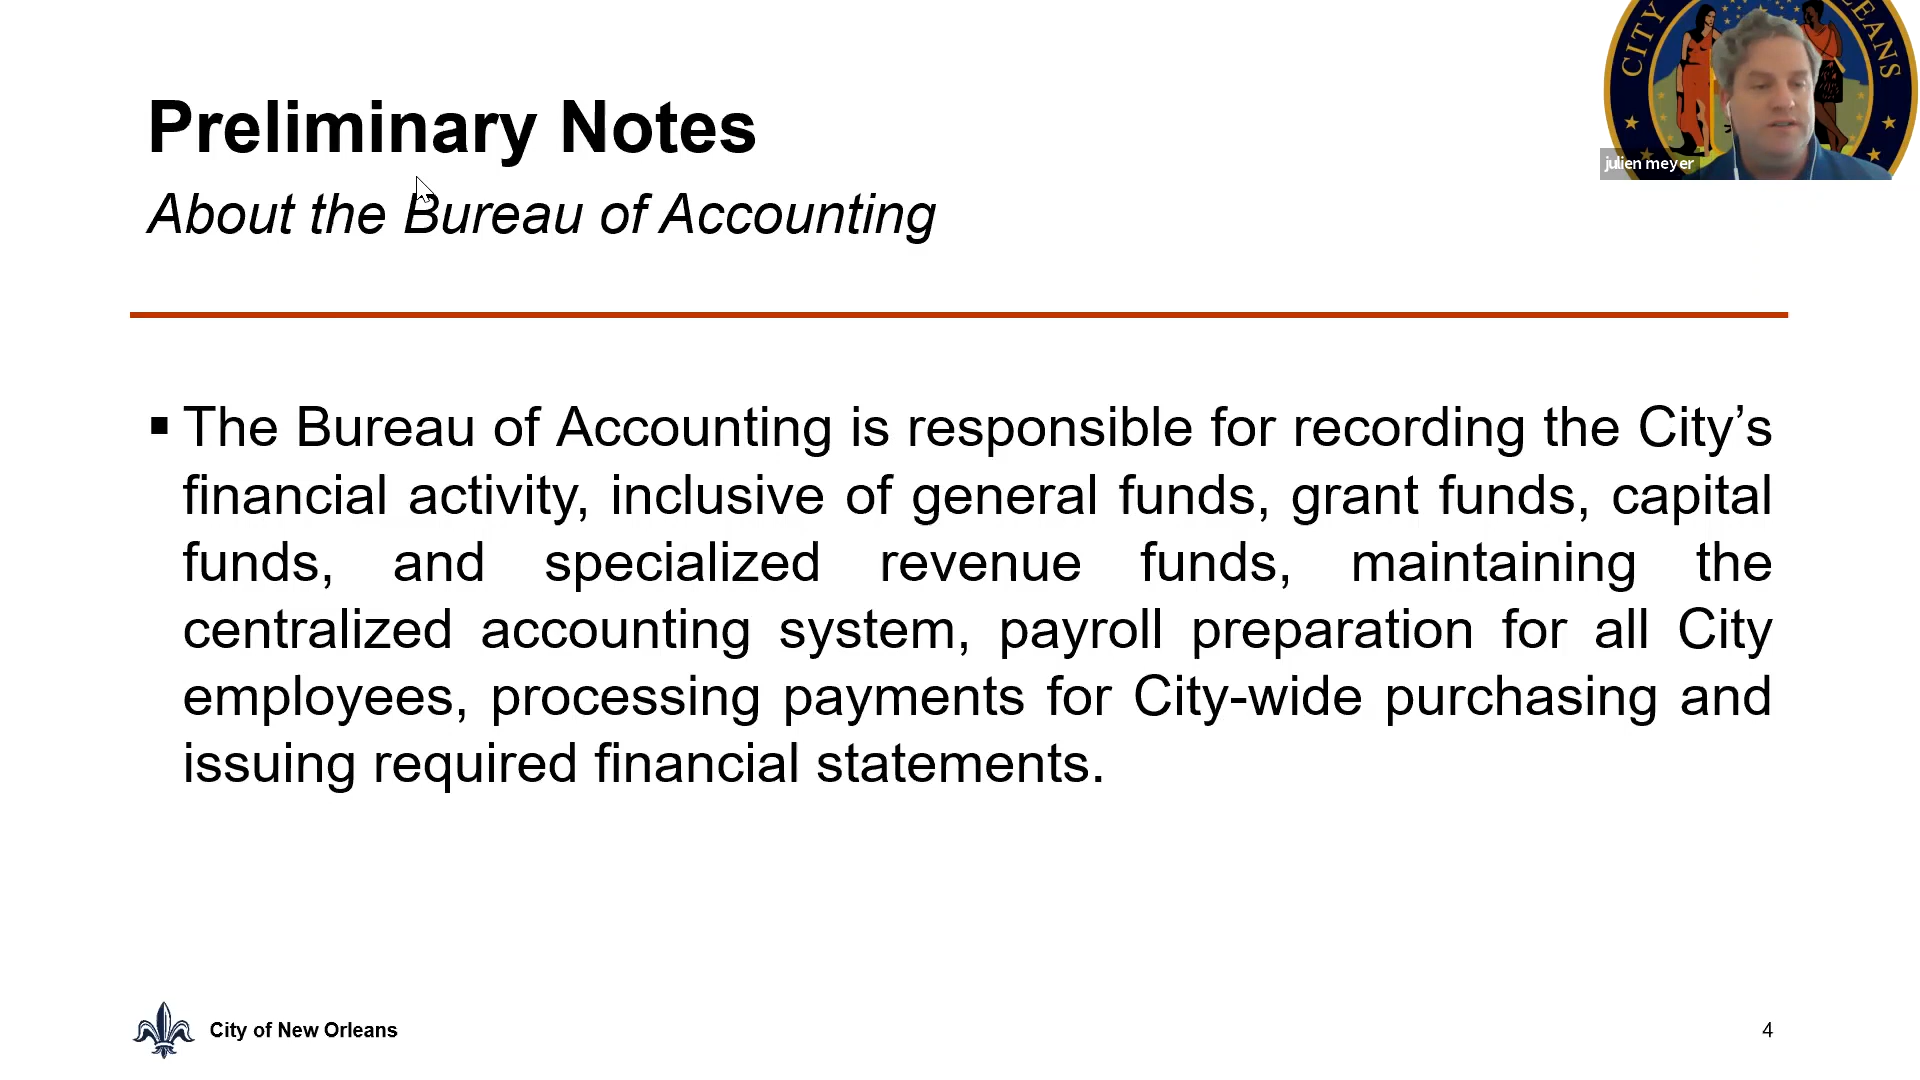 CITY
LEANS
julien meyer
Preliminary Notes
About the Bureau of Accounting
▪ The Bureau of Accounting is responsible for recording the City’s
financial activity, inclusive of general funds, grant funds, capital
funds, and specialized revenue funds, maintaining the
centralized accounting system, payroll preparation for all City
employees, processing payments for City-wide purchasing and
issuing required financial statements.
City of New Orleans
4